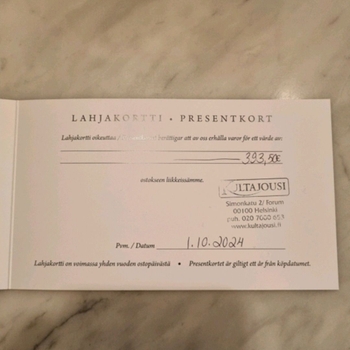 LAHJAKORTTI • PRESENTKORT
Lahjakortti oikeuttaa berättigar att av oss erhålla varor för ett värde av:
393,50€
ostokseen liikkeissämme.
KULTAJOUSI
Simonkatu 2/ Forum
00100 Helsinki
puh. 020 7600 653
www.kultajousi.fi
Pvm. / Datum 1.10.2024
Lahjakortti on voimassa yhden vuoden ostopäivästä • Presentkortet är giltigt ett år från köpdatumet.